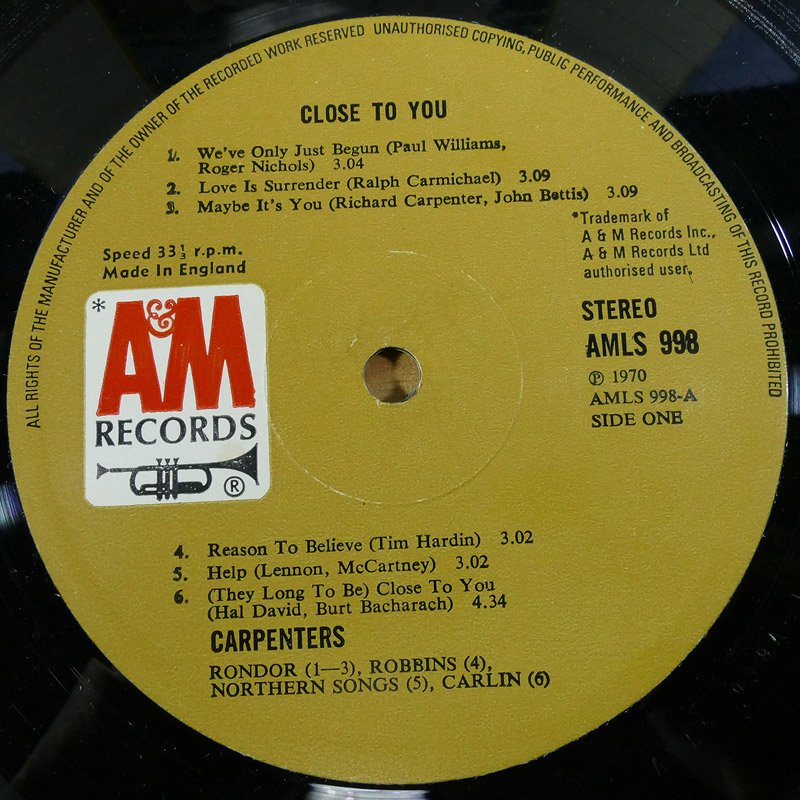 ALL RIGHTS OF THE MANUFACTURER AND OF THE OWNER OF THE RECORDED WORK RESERVED UNAUTHORISED COPYING, PUBLIC PERFORMANCE AND BROADCASTING OF THIS RECORD PROHIBITED
CLOSE TO YOU
1. We've Only Just Begun (Paul Williams,
Roger Nichols) 3.04
2. Love Is Surrender (Ralph Carmichael) 3.09
3. Maybe It's You (Richard Carpenter, John Bettis) 3.09
*Trademark of
A & M Records Inc.,
A & M Records Ltd
authorised user.
Speed 33⅓ r.p.m.
Made In England
* A&M
RECORDS
®
STEREO
AMLS 998
Ⓟ 1970
AMLS 998-A
SIDE ONE
4. Reason To Believe (Tim Hardin) 3.02
5. Help (Lennon, McCartney) 3.02
6. (They Long To Be) Close To You
(Hal David, Burt Bacharach) 4.34
CARPENTERS
RONDOR (1—3), ROBBINS (4),
NORTHERN SONGS (5), CARLIN (6)